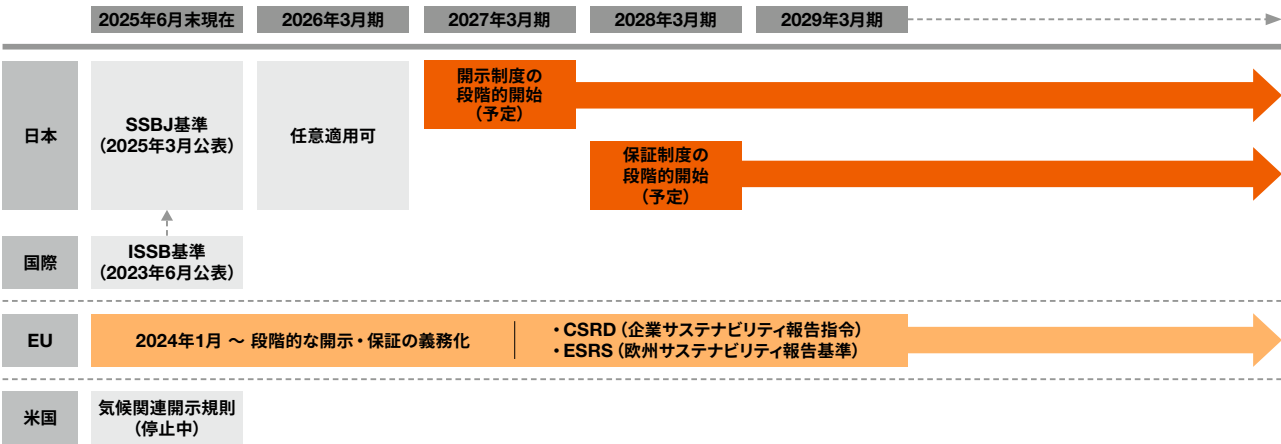 2025年6月末現在
2026年3月期
2027年3月期
2028年3月期
2029年3月期
日本
SSBJ基準
（2025年3月公表）
任意適用可
開示制度の
段階的開始
（予定）
保証制度の
段階的開始
（予定）
国際
ISSB基準
（2023年6月公表）
EU
2024年1月 ～ 段階的な開示・保証の義務化
・CSRD（企業サステナビリティ報告指令）
・ESRS（欧州サステナビリティ報告基準）
米国
気候関連開示規則
（停止中）